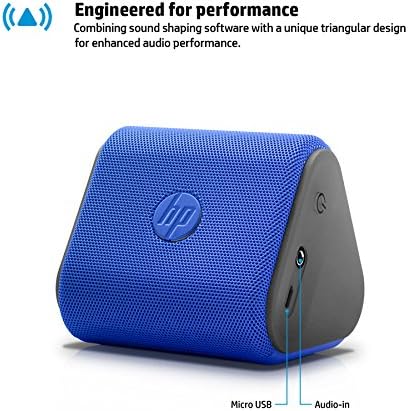 Engineered for performance
Combining sound shaping software with a unique triangular design
for enhanced audio performance.
hp
Micro USB
Audio-in